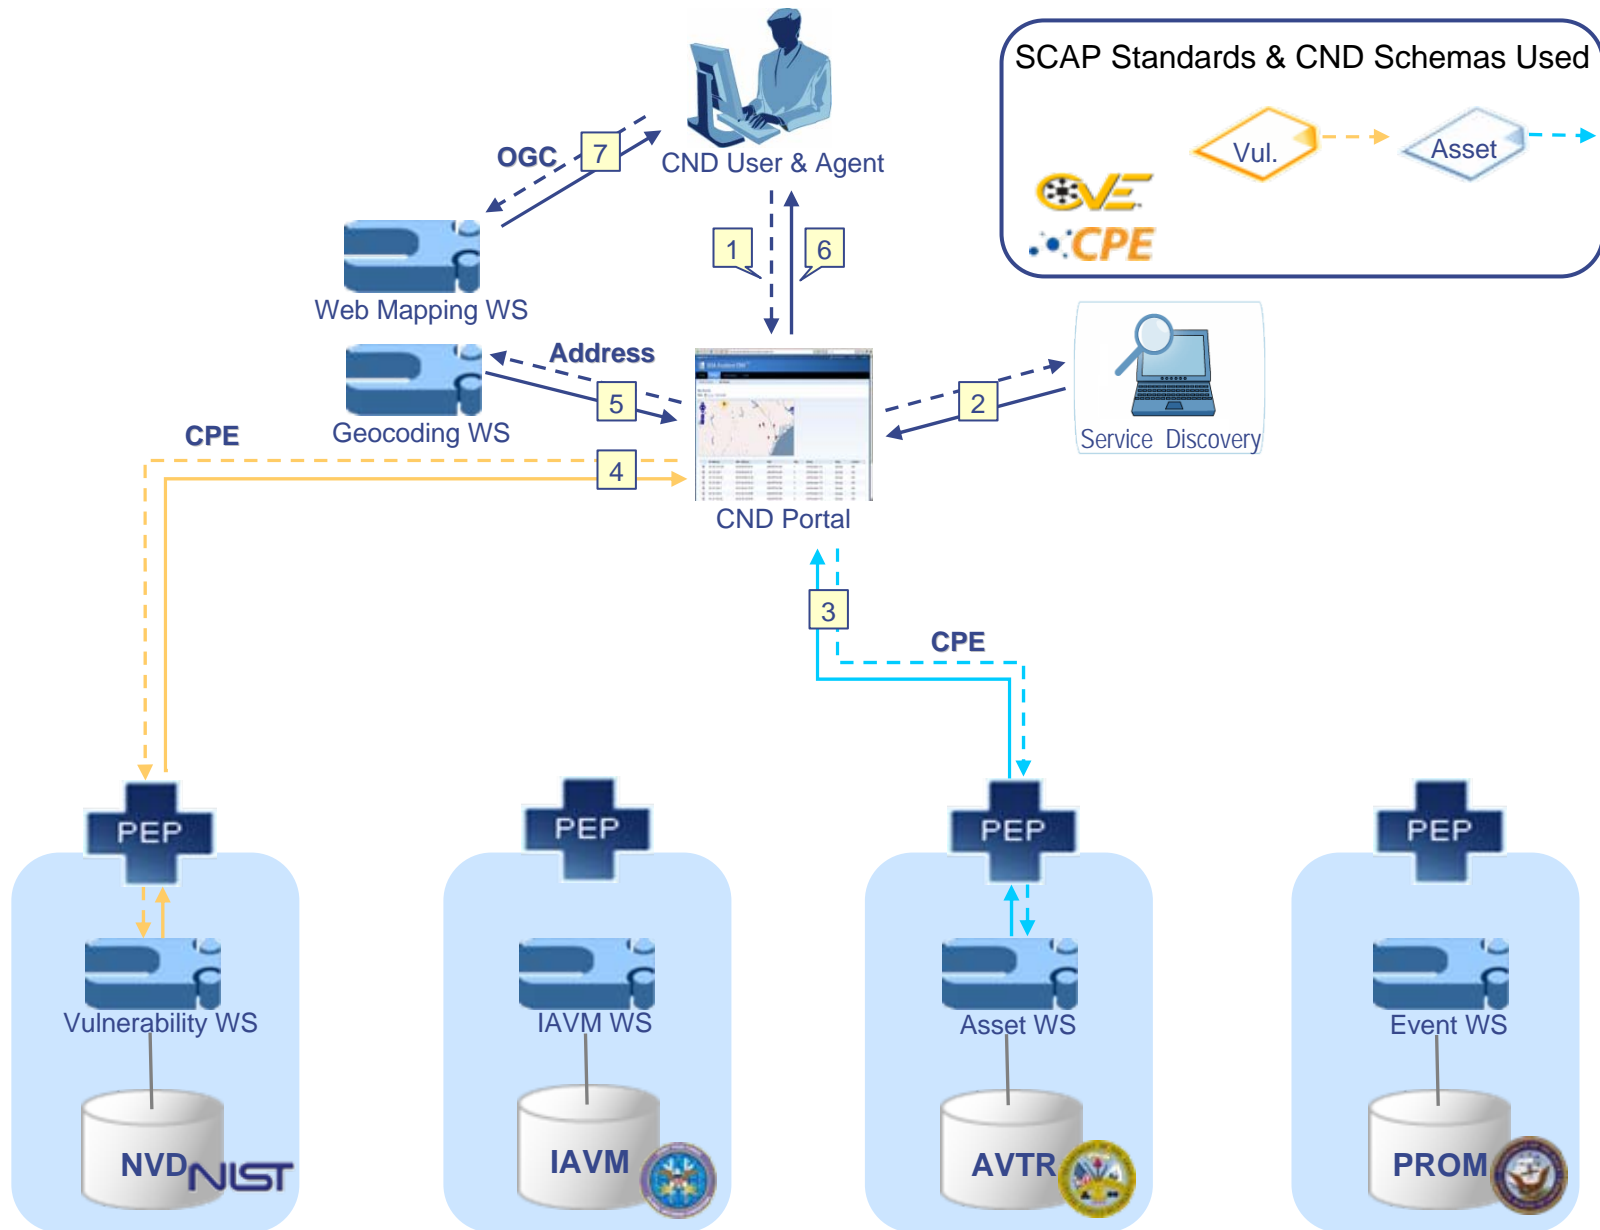 SCAP Standards & CND Schemas Used
Vul.
Asset
CVE
CPE
CND User & Agent
OGC
7
1
6
Web Mapping WS
Address
5
2
Geocoding WS
Service Discovery
CPE
4
CND Portal
3
CPE
PEP
PEP
PEP
PEP
Vulnerability WS
IAVM WS
Asset WS
Event WS
NVD
NIST
IAVM
AVTR
PROM